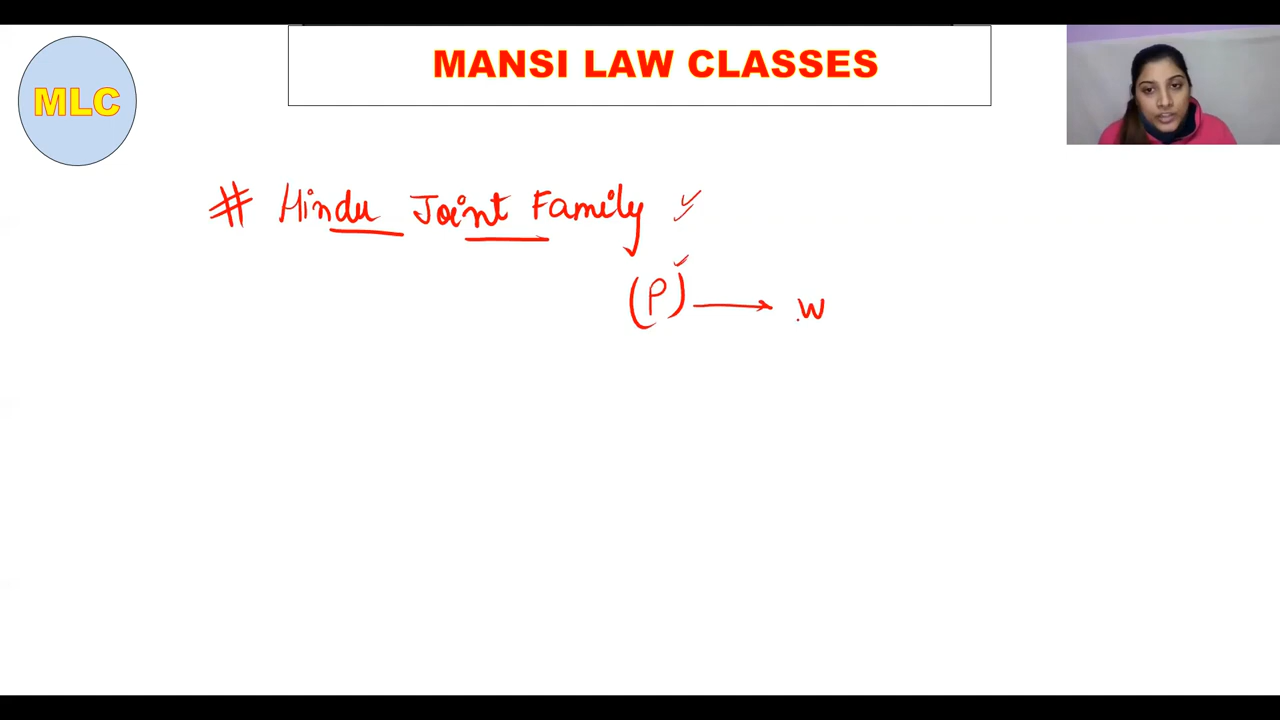 MANSI LAW CLASSES
MLC
# Hindu Joint Family
(P) → W